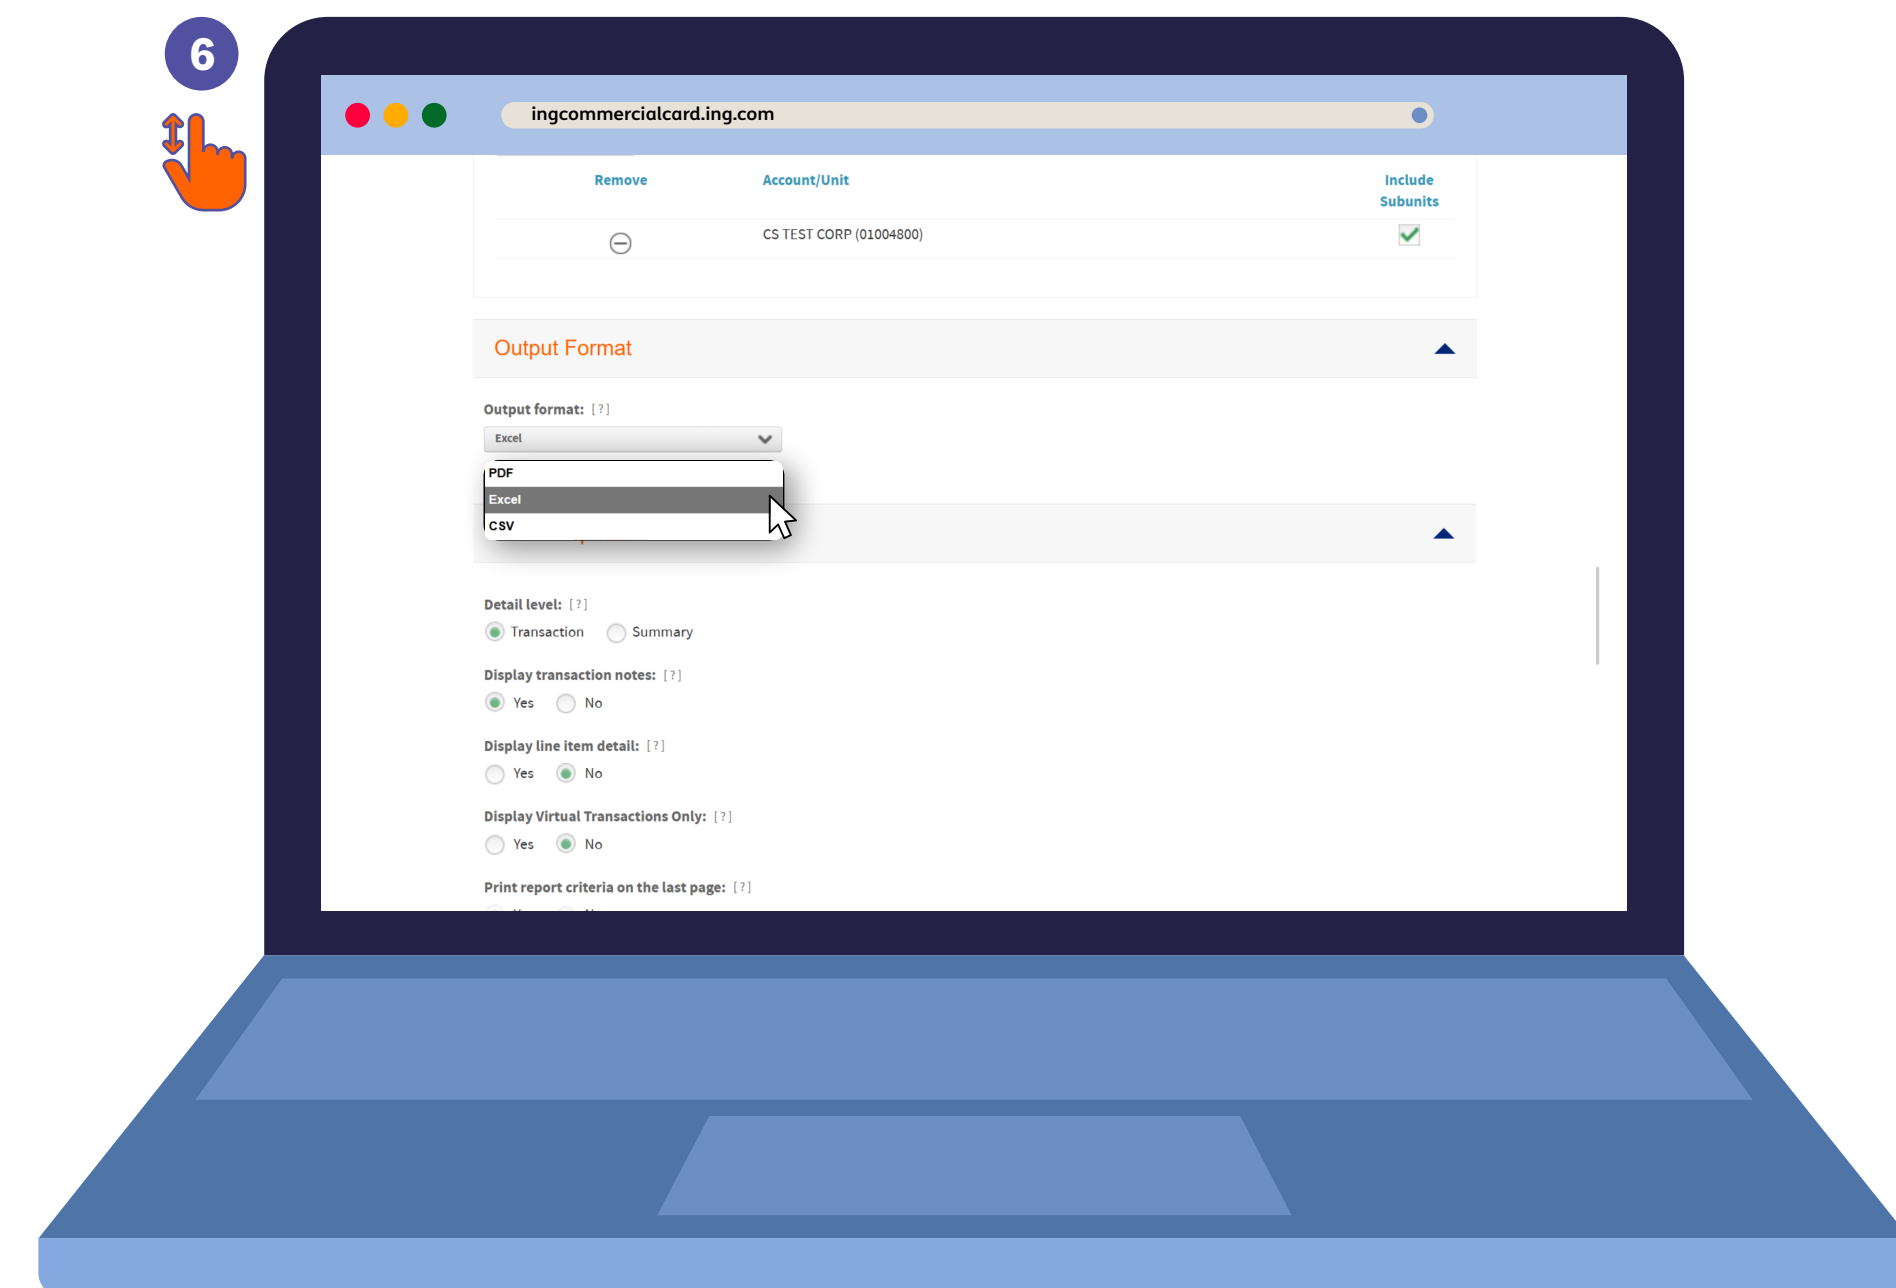 6
ingcommercialcard.ing.com
Remove Account/Unit Include
Subunits
CS TEST CORP (01004800)
Output Format
Output format: [?]
Excel
PDF
Excel
CSV
Detail level: [?]
Transaction Summary
Display transaction notes: [?]
Yes No
Display line item detail: [?]
Yes No
Display Virtual Transactions Only: [?]
Yes No
Print report criteria on the last page: [?]